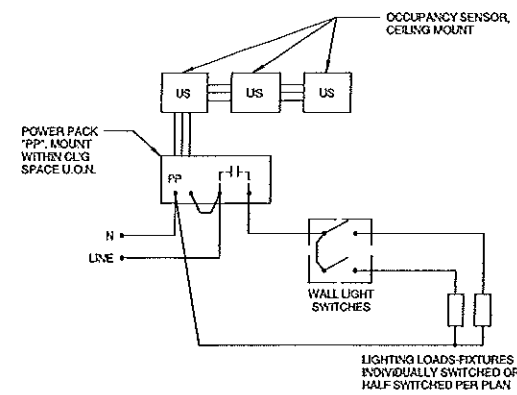 OCCUPANCY SENSOR,
CEILING MOUNT
US
US
US
POWER PACK
"PP", MOUNT
WITHIN CL'G
SPACE U.O.N.
PP
N
LINE
WALL LIGHT
SWITCHES
LIGHTING LOADS-FIXTURES
INDIVIDUALLY SWITCHED OR
HALF SWITCHED PER PLAN